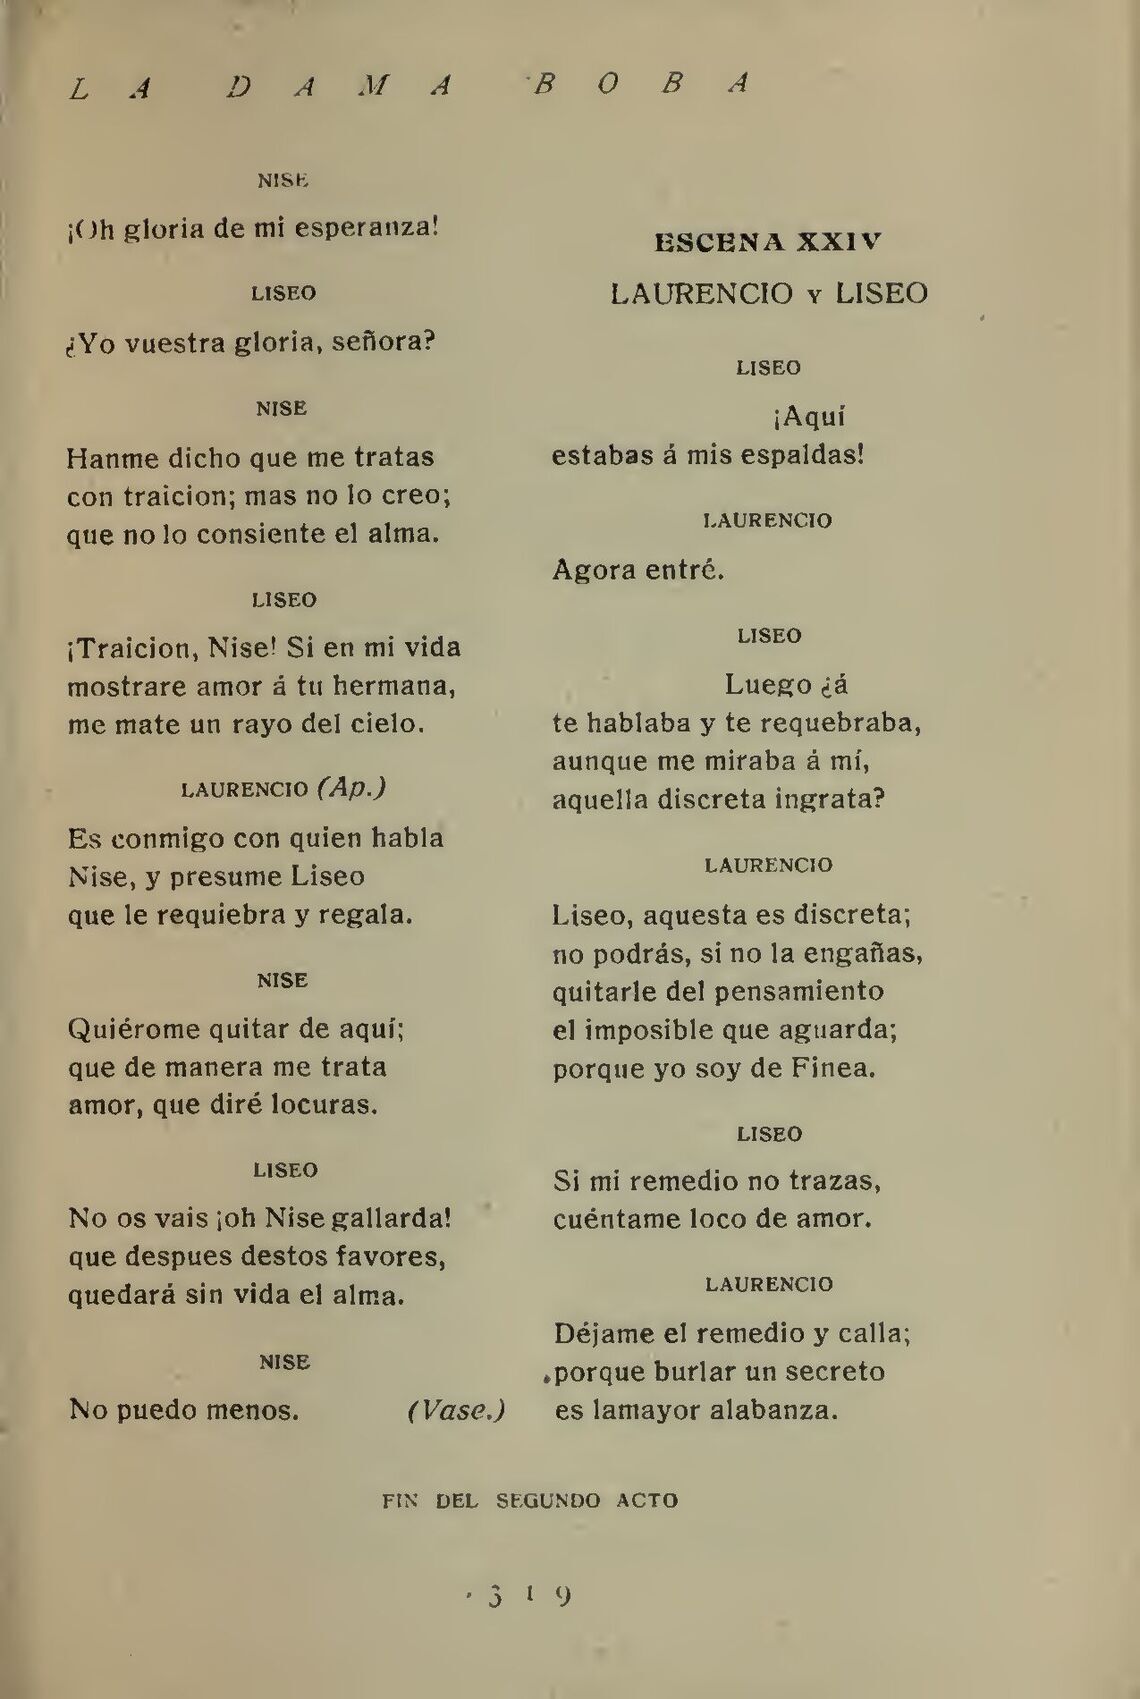 LA DAMA BOBA
NISE
¡Oh gloria de mi esperanza!
LISEO
¿Yo vuestra gloria, señora?
NISE
Hanme dicho que me tratas
con traicion; mas no lo creo;
que no lo consiente el alma.
LISEO
¡Traicion, Nise! Si en mi vida
mostrare amor á tu hermana,
me mate un rayo del cielo.
LAURENCIO (Ap.)
Es conmigo con quien habla
Nise, y presume Liseo
que le requiebra y regala.
NISE
Quiérome quitar de aquí;
que de manera me trata
amor, que diré locuras.
LISEO
No os vais ¡oh Nise gallarda!
que despues destos favores,
quedará sin vida el alma.
NISE
No puedo menos. (Vase.)
ESCENA XXIV
LAURENCIO Y LISEO
LISEO
¡Aquí
estabas á mis espaldas!
LAURENCIO
Agora entré.
LISEO
Luego ¿á
te hablaba y te requebraba,
aunque me miraba á mí,
aquella discreta ingrata?
LAURENCIO
Liseo, aquesta es discreta;
no podrás, si no la engañas,
quitarle del pensamiento
el imposible que aguarda;
porque yo soy de Finea.
LISEO
Si mi remedio no trazas,
cuéntame loco de amor.
LAURENCIO
Déjame el remedio y calla;
porque burlar un secreto
es lamayor alabanza.
FIN DEL SEGUNDO ACTO
319